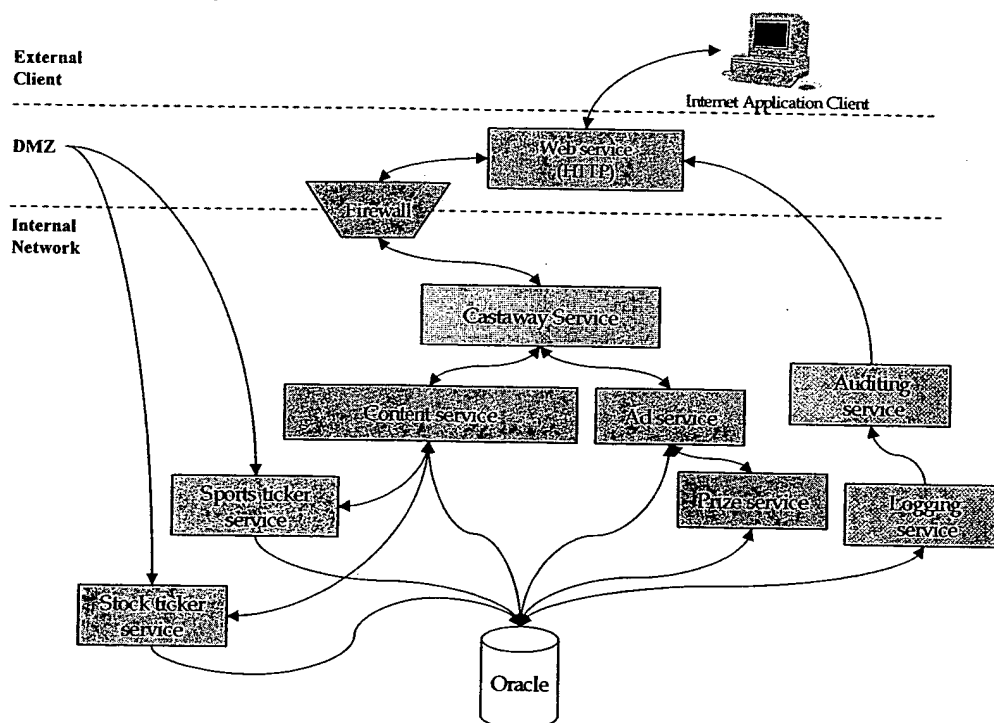 External
Client
Internet Application Client
DMZ
Web service
(HTTP)
Firewall
Internal
Network
Castaway Service
Content service
Ad service
Auditing
service
Sports ticker
service
Prize service
Logging
service
Stock ticker
service
Oracle